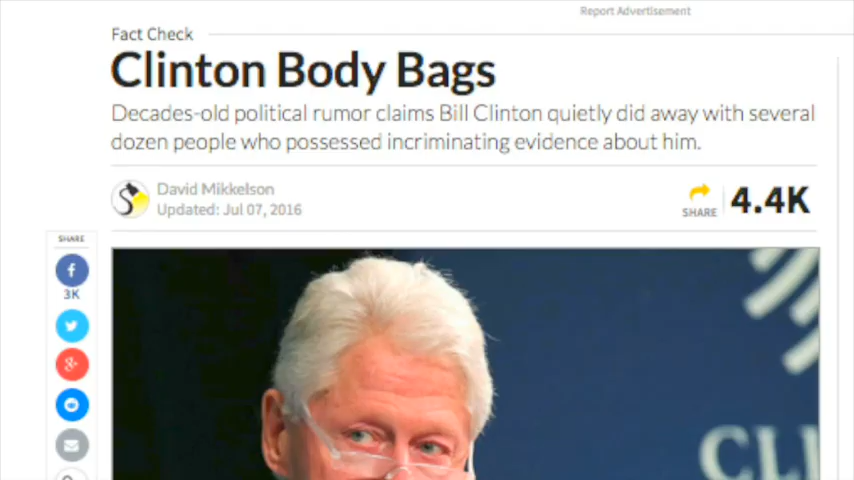 Report Advertisement
Fact Check
Clinton Body Bags
Decades-old political rumor claims Bill Clinton quietly did away with several
dozen people who possessed incriminating evidence about him.
David Mikkelson
Updated: Jul 07, 2016
SHARE
4.4K
SHARE
f
3K
g+
CLI